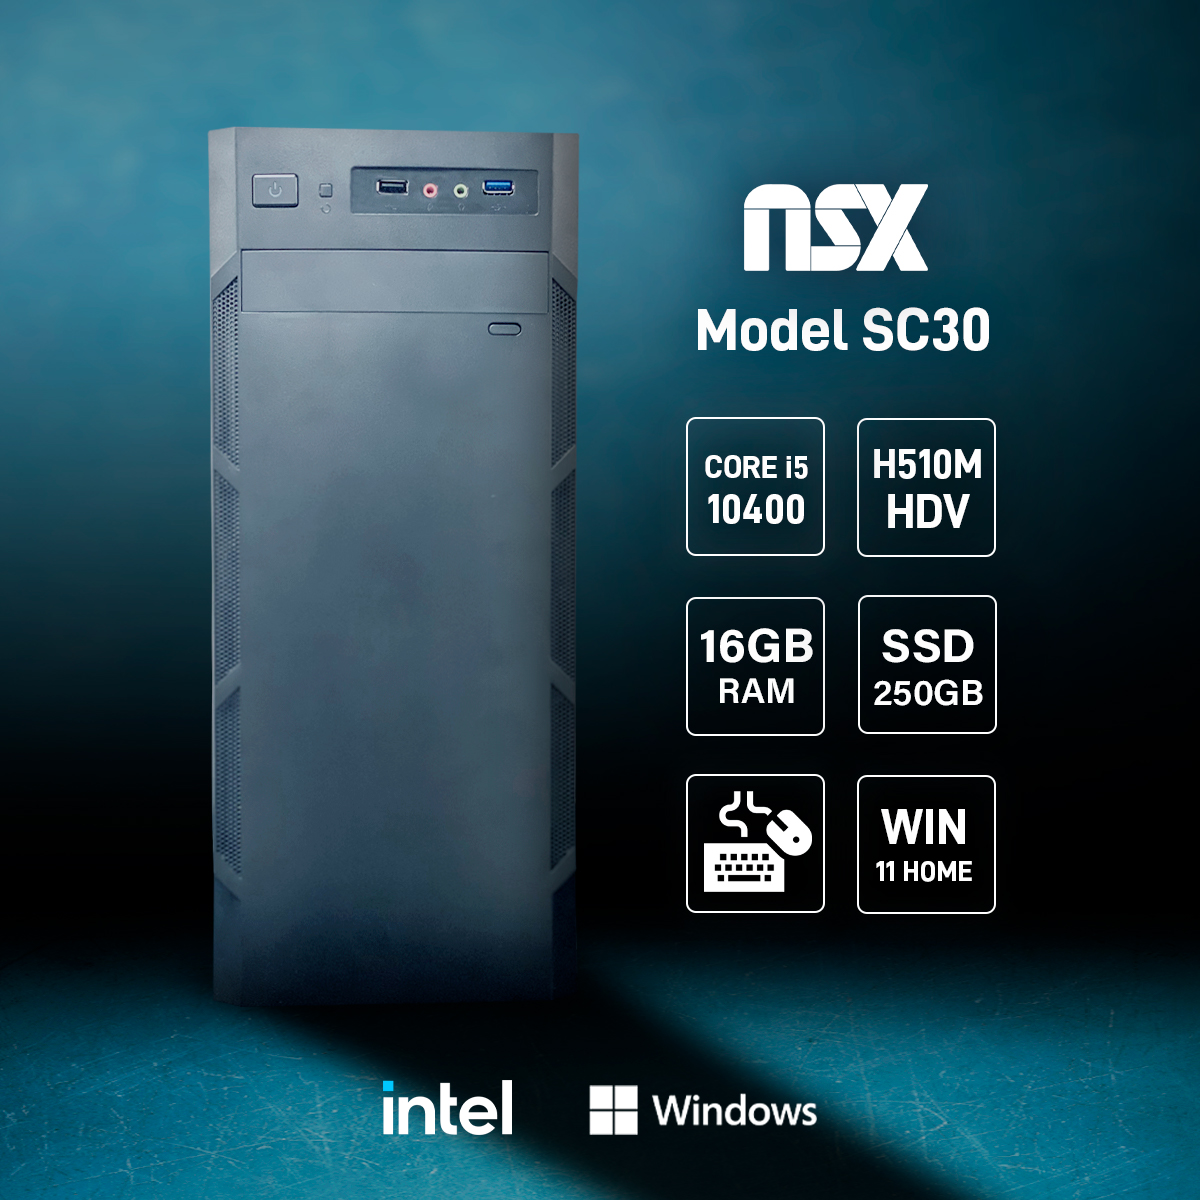 nsx
Model SC30
CORE i5
10400
H510M
HDV
16GB
RAM
SSD
250GB
WIN
11 HOME
intel
Windows